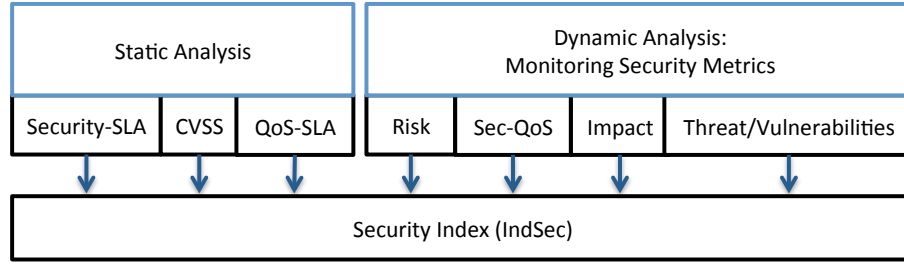 Static Analysis
Dynamic Analysis:
Monitoring Security Metrics
Security-SLA CVSS QoS-SLA Risk Sec-QoS Impact Threat/Vulnerabilities
Security Index (IndSec)